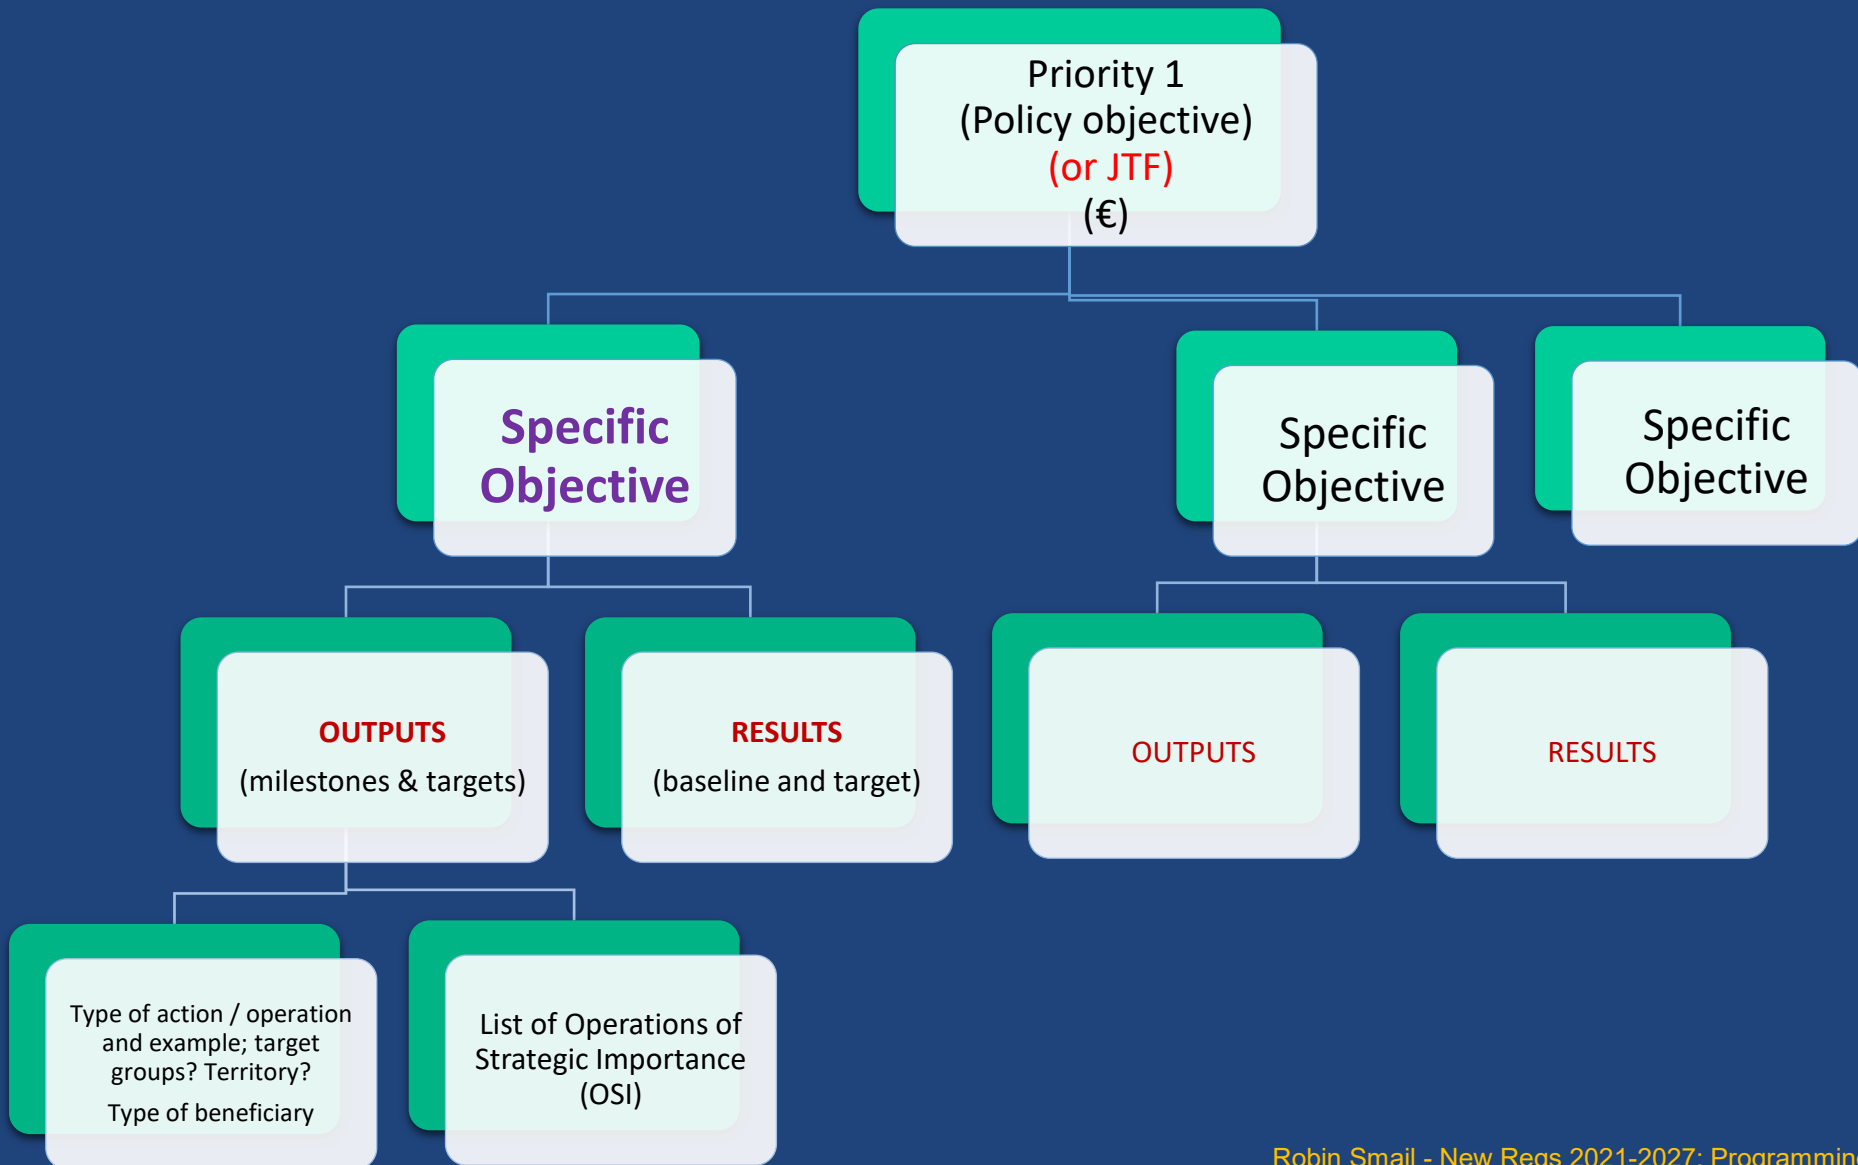 Priority 1
(Policy objective)
(or JTF)
(€)
Specific
Objective
Specific
Objective
Specific
Objective
OUTPUTS
(milestones & targets)
RESULTS
(baseline and target)
OUTPUTS
RESULTS
Type of action / operation
and example; target
groups? Territory?
Type of beneficiary
List of Operations of
Strategic Importance
(OSI)
Robin Smail - New Regs 2021-2027: Programming